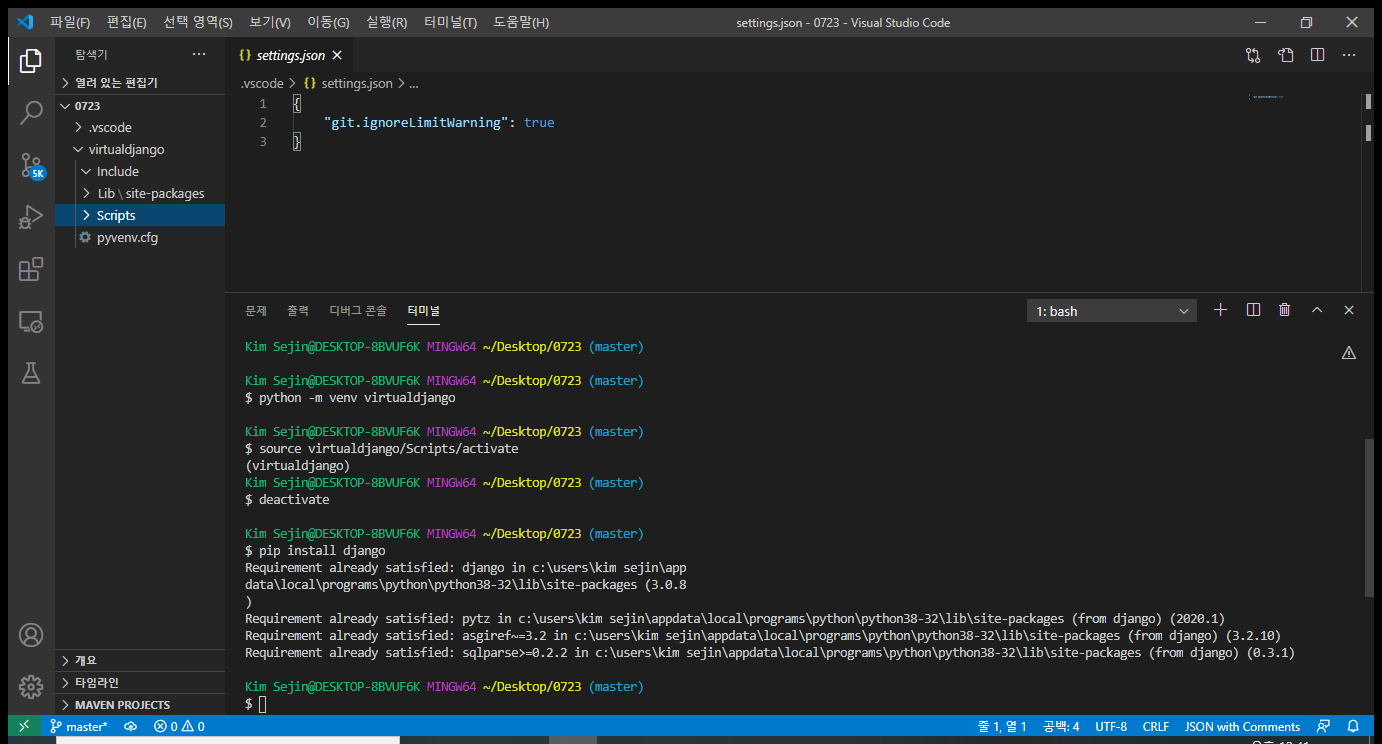 파일(F) 편집(E) 선택 영역(S) 보기(V) 이동(G) 실행(R) 터미널(T) 도움말(H) settings.json - 0723 - Visual Studio Code
탐색기
열려 있는 편집기
0723
.vscode
virtualdjango
Include
Lib \ site-packages
Scripts
pyvenv.cfg
5K
개요
타임라인
MAVEN PROJECTS
{} settings.json
.vscode > {} settings.json > ...
1 {
2 "git.ignoreLimitWarning": true
3 }
문제 출력 디버그 콘솔 터미널 1: bash
Kim Sejin@DESKTOP-8BVUF6K MINGW64 ~/Desktop/0723 (master)
Kim Sejin@DESKTOP-8BVUF6K MINGW64 ~/Desktop/0723 (master)
$ python -m venv virtualdjango
Kim Sejin@DESKTOP-8BVUF6K MINGW64 ~/Desktop/0723 (master)
$ source virtualdjango/Scripts/activate
(virtualdjango)
Kim Sejin@DESKTOP-8BVUF6K MINGW64 ~/Desktop/0723 (master)
$ deactivate
Kim Sejin@DESKTOP-8BVUF6K MINGW64 ~/Desktop/0723 (master)
$ pip install django
Requirement already satisfied: django in c:\users\kim sejin\app
data\local\programs\python\python38-32\lib\site-packages (3.0.8
)
Requirement already satisfied: pytz in c:\users\kim sejin\appdata\local\programs\python\python38-32\lib\site-packages (from django) (2020.1)
Requirement already satisfied: asgiref~=3.2 in c:\users\kim sejin\appdata\local\programs\python\python38-32\lib\site-packages (from django) (3.2.10)
Requirement already satisfied: sqlparse>=0.2.2 in c:\users\kim sejin\appdata\local\programs\python\python38-32\lib\site-packages (from django) (0.3.1)
Kim Sejin@DESKTOP-8BVUF6K MINGW64 ~/Desktop/0723 (master)
$
master* 0 0 줄 1, 열 1 공백: 4 UTF-8 CRLF JSON with Comments